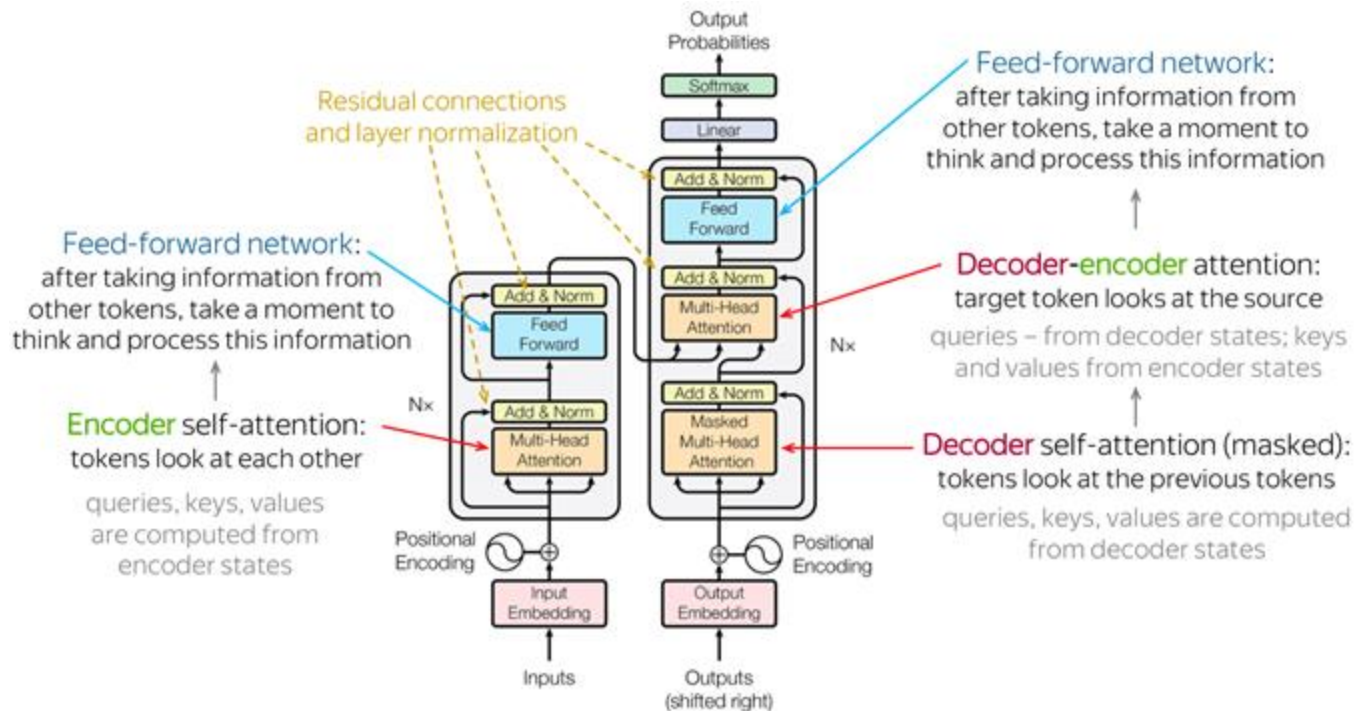 Output
Probabilities
Softmax
Linear
Add & Norm
Feed
Forward
Add & Norm
Multi-Head
Attention
Add & Norm
Masked
Multi-Head
Attention
Nx
Positional
Encoding
Output
Embedding
Outputs
(shifted right)
Add & Norm
Feed
Forward
Add & Norm
Multi-Head
Attention
Nx
Positional
Encoding
Input
Embedding
Inputs
Residual connections
and layer normalization
Feed-forward network:
after taking information from
other tokens, take a moment to
think and process this information
Encoder self-attention:
tokens look at each other
queries, keys, values
are computed from
encoder states
Feed-forward network:
after taking information from
other tokens, take a moment to
think and process this information
Decoder-encoder attention:
target token looks at the source
queries – from decoder states; keys
and values from encoder states
Decoder self-attention (masked):
tokens look at the previous tokens
queries, keys, values are computed
from decoder states